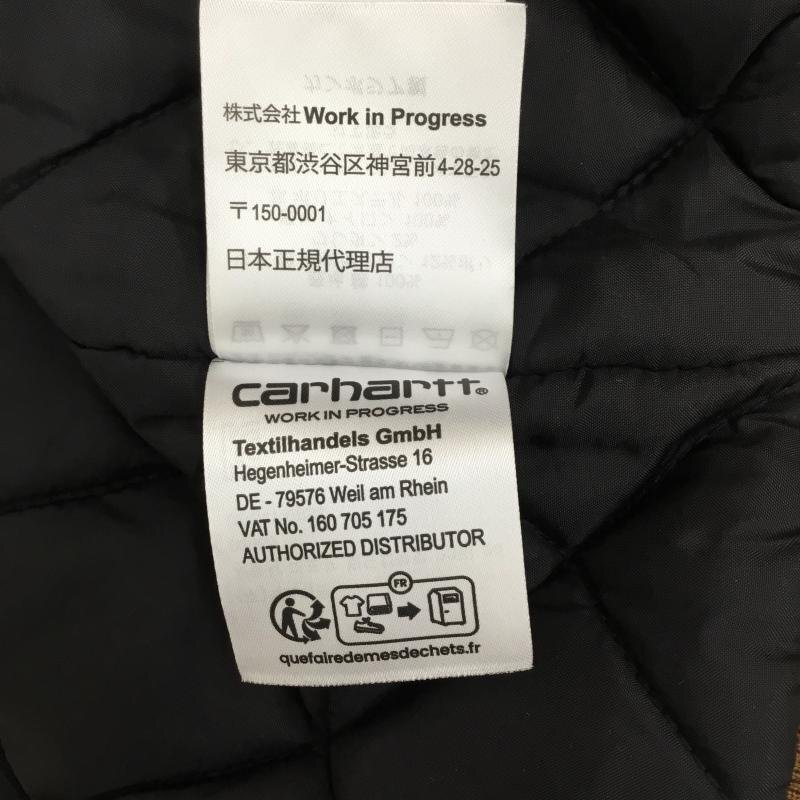 株式会社Work in Progress
東京都渋谷区神宮前4-28-25
〒150-0001
日本正規代理店
carhartt®
WORK IN PROGRESS
Textilhandels GmbH
Hegenheimer-Strasse 16
DE - 79576 Weil am Rhein
VAT No. 160 705 175
AUTHORIZED DISTRIBUTOR
FR
quefairedemesdechets.fr